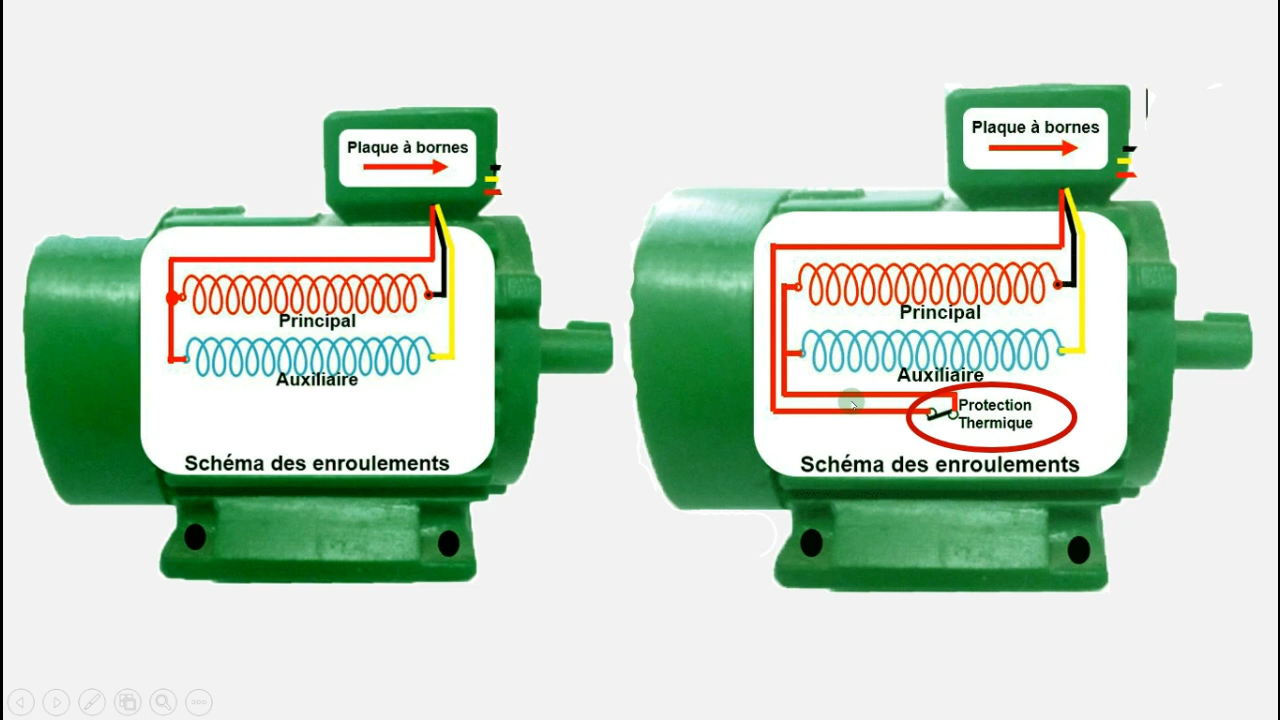 Plaque à bornes
Principal
Auxiliaire
Schéma des enroulements
Plaque à bornes
Principal
Auxiliaire
Protection
Thermique
Schéma des enroulements